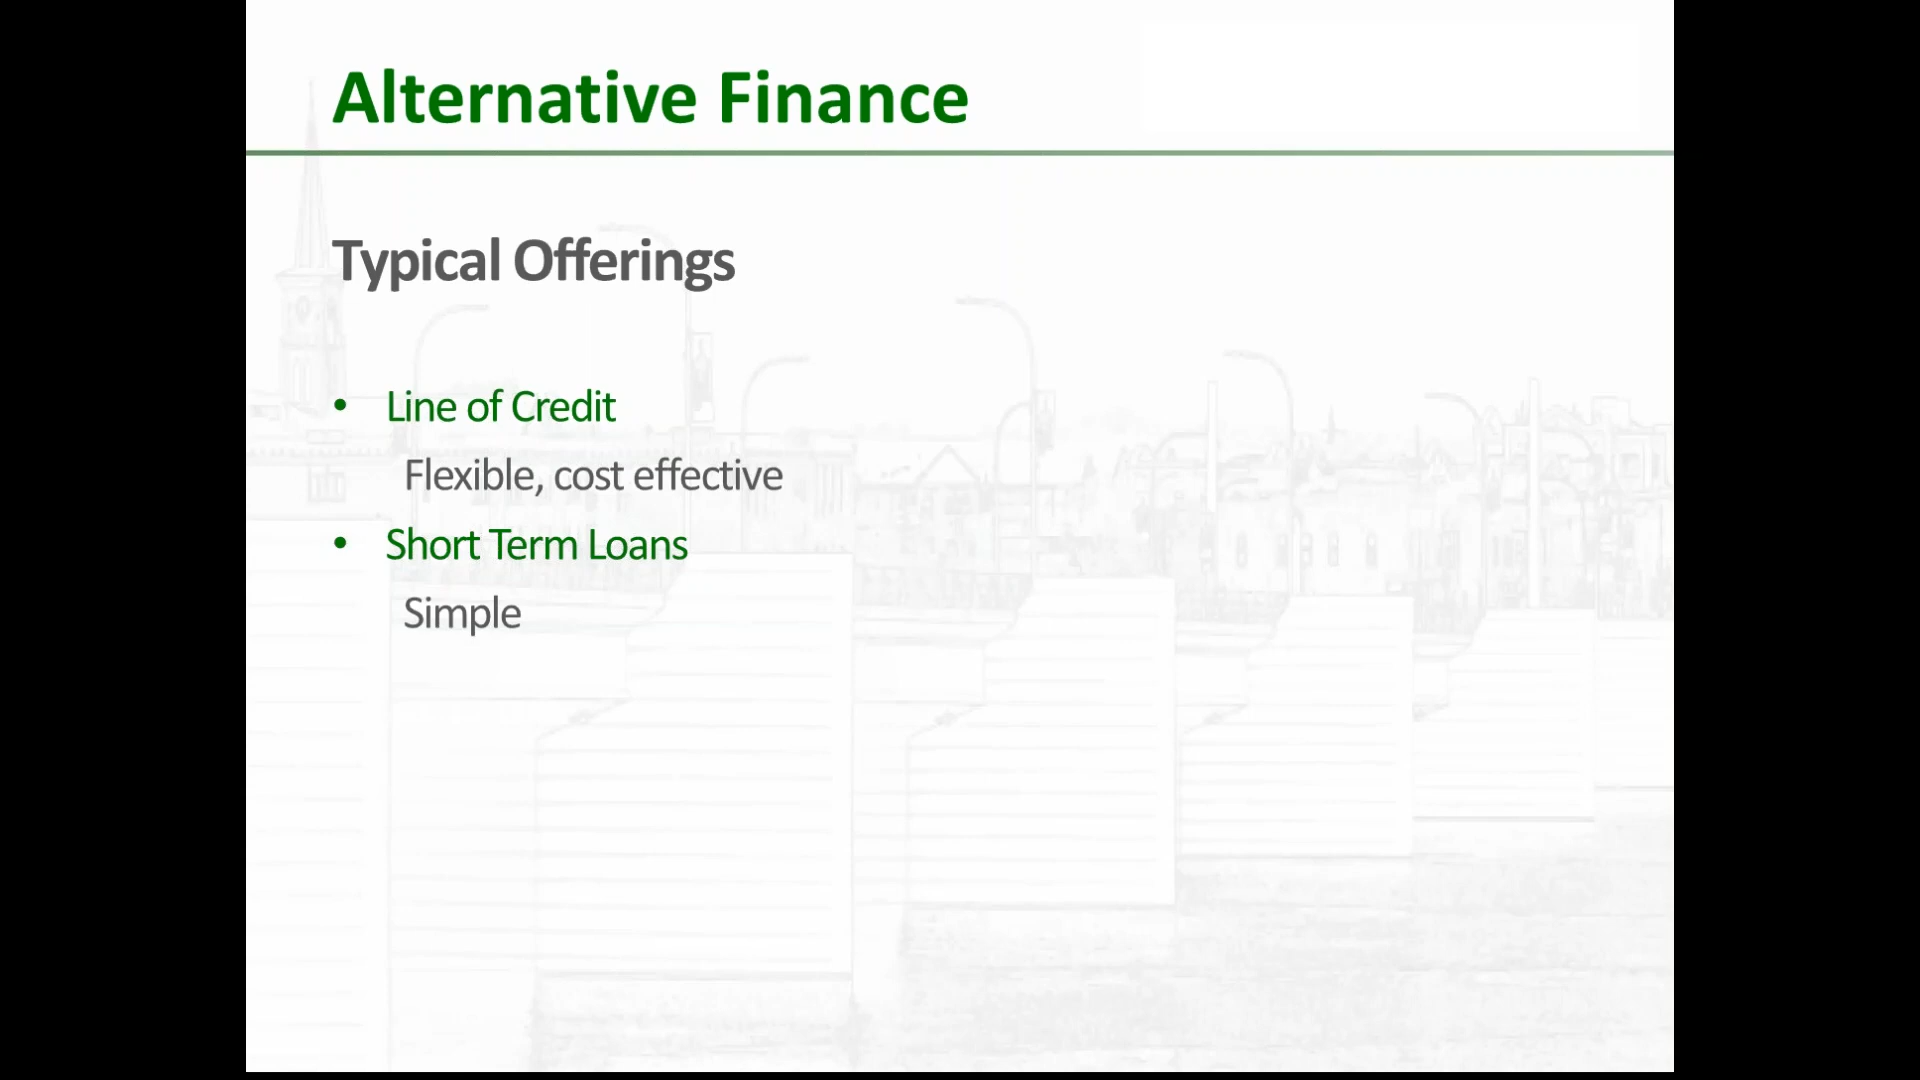 Alternative Finance
Typical Offerings
• Line of Credit
Flexible, cost effective
• Short Term Loans
Simple